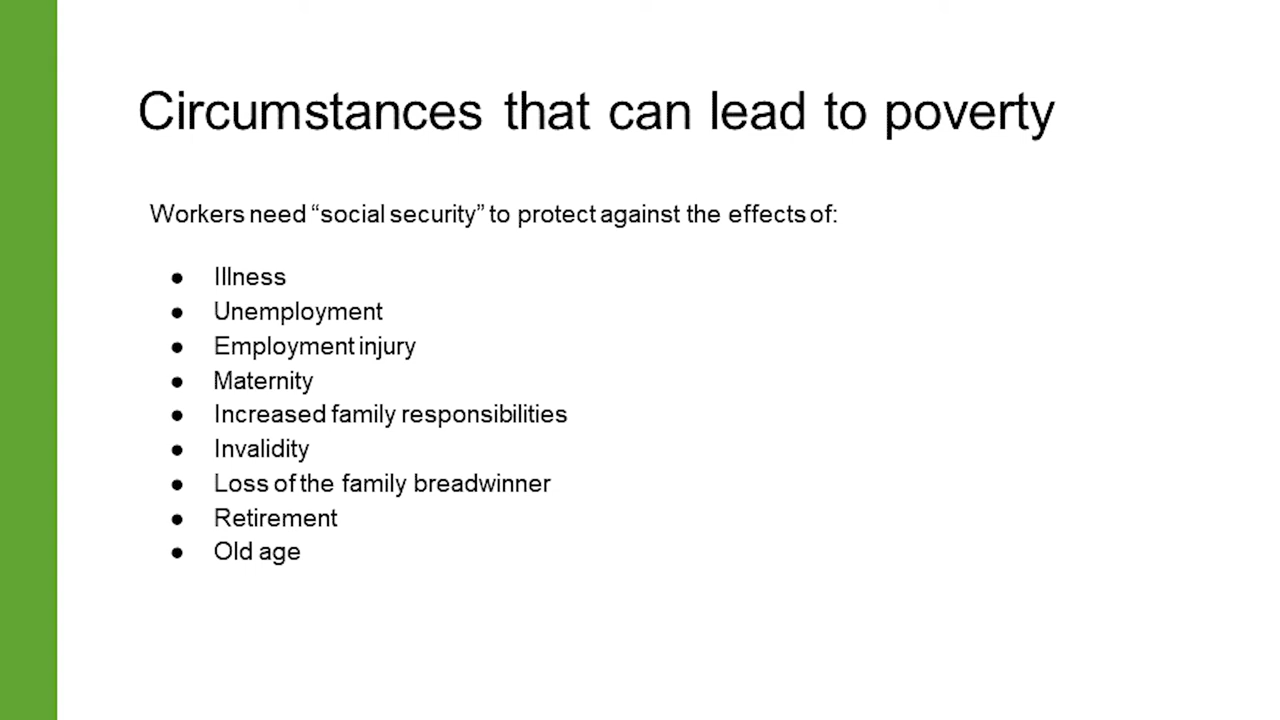 Circumstances that can lead to poverty
Workers need “social security” to protect against the effects of:
● Illness
● Unemployment
● Employment injury
● Maternity
● Increased family responsibilities
● Invalidity
● Loss of the family breadwinner
● Retirement
● Old age